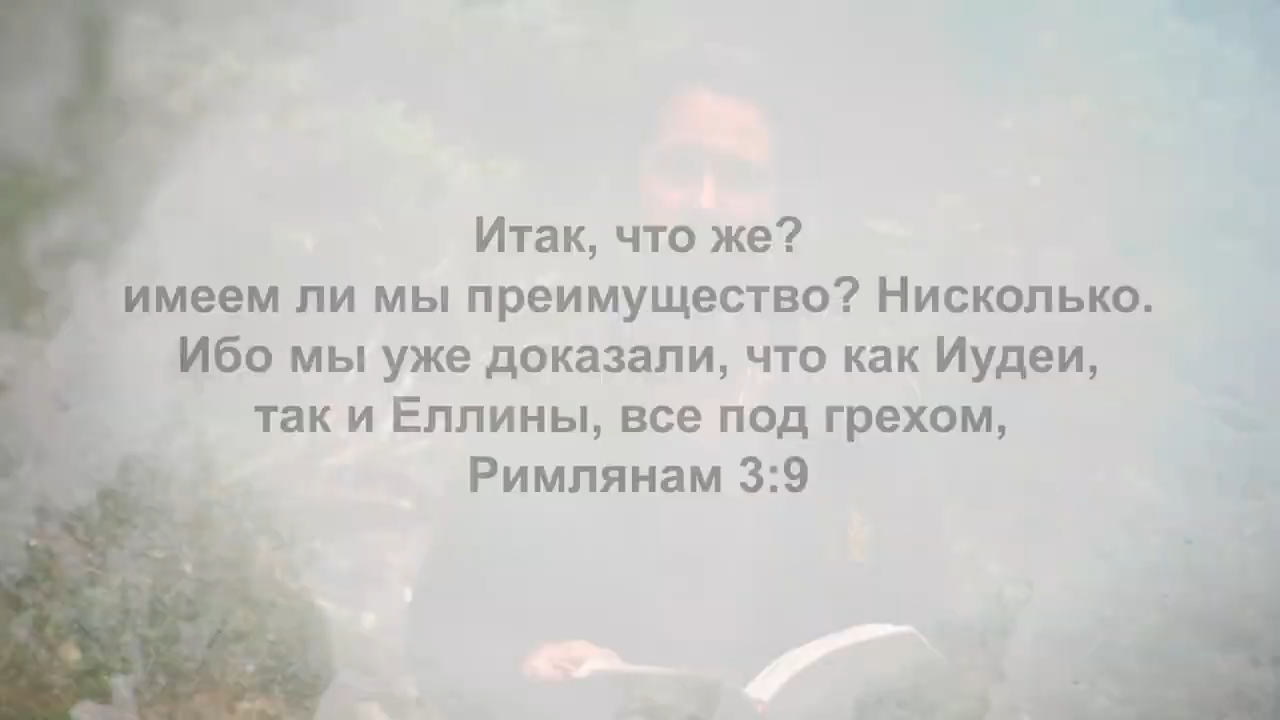 Итак, что же?
имеем ли мы преимущество? Нисколько.
Ибо мы уже доказали, что как Иудеи,
так и Еллины, все под грехом,
Римлянам 3:9